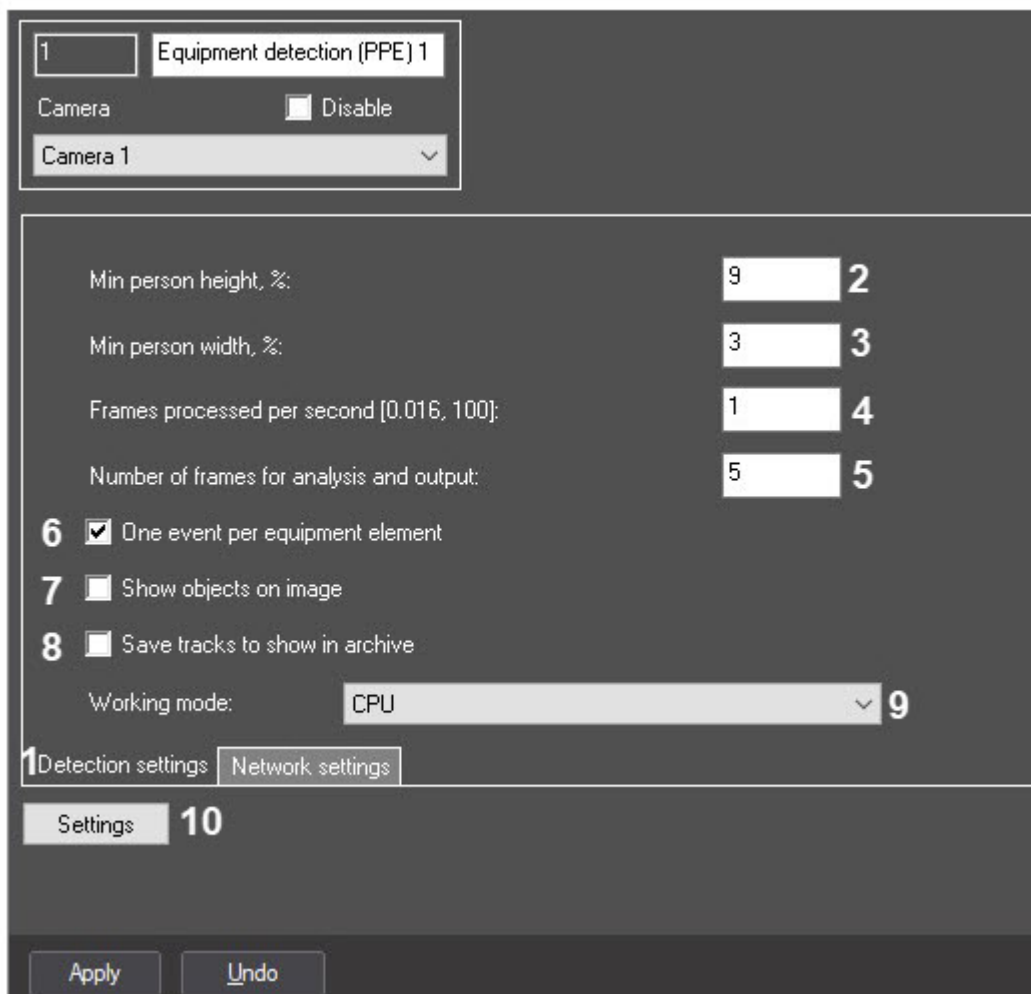 1 Equipment detection (PPE) 1
Camera Disable
Camera 1
Min person height, %: 9 2
Min person width, %: 3 3
Frames processed per second [0.016, 100]: 1 4
Number of frames for analysis and output: 5 5
6 One event per equipment element
7 Show objects on image
8 Save tracks to show in archive
Working mode: CPU 9
1 Detection settings Network settings
Settings 10
Apply Undo